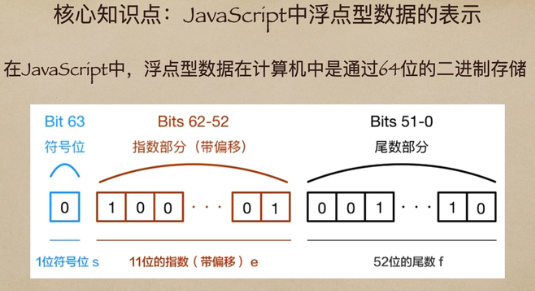 核心知识点：JavaScript中浮点型数据的表示
在JavaScript中，浮点型数据在计算机中是通过64位的二进制存储
Bit 63 Bits 62-52 Bits 51-0
符号位 指数部分（带偏移） 尾数部分
0 1 0 0 · · · 0 1 0 0 1 · · · 1 0
1位符号位 s 11位的指数（带偏移）e 52位的尾数 f